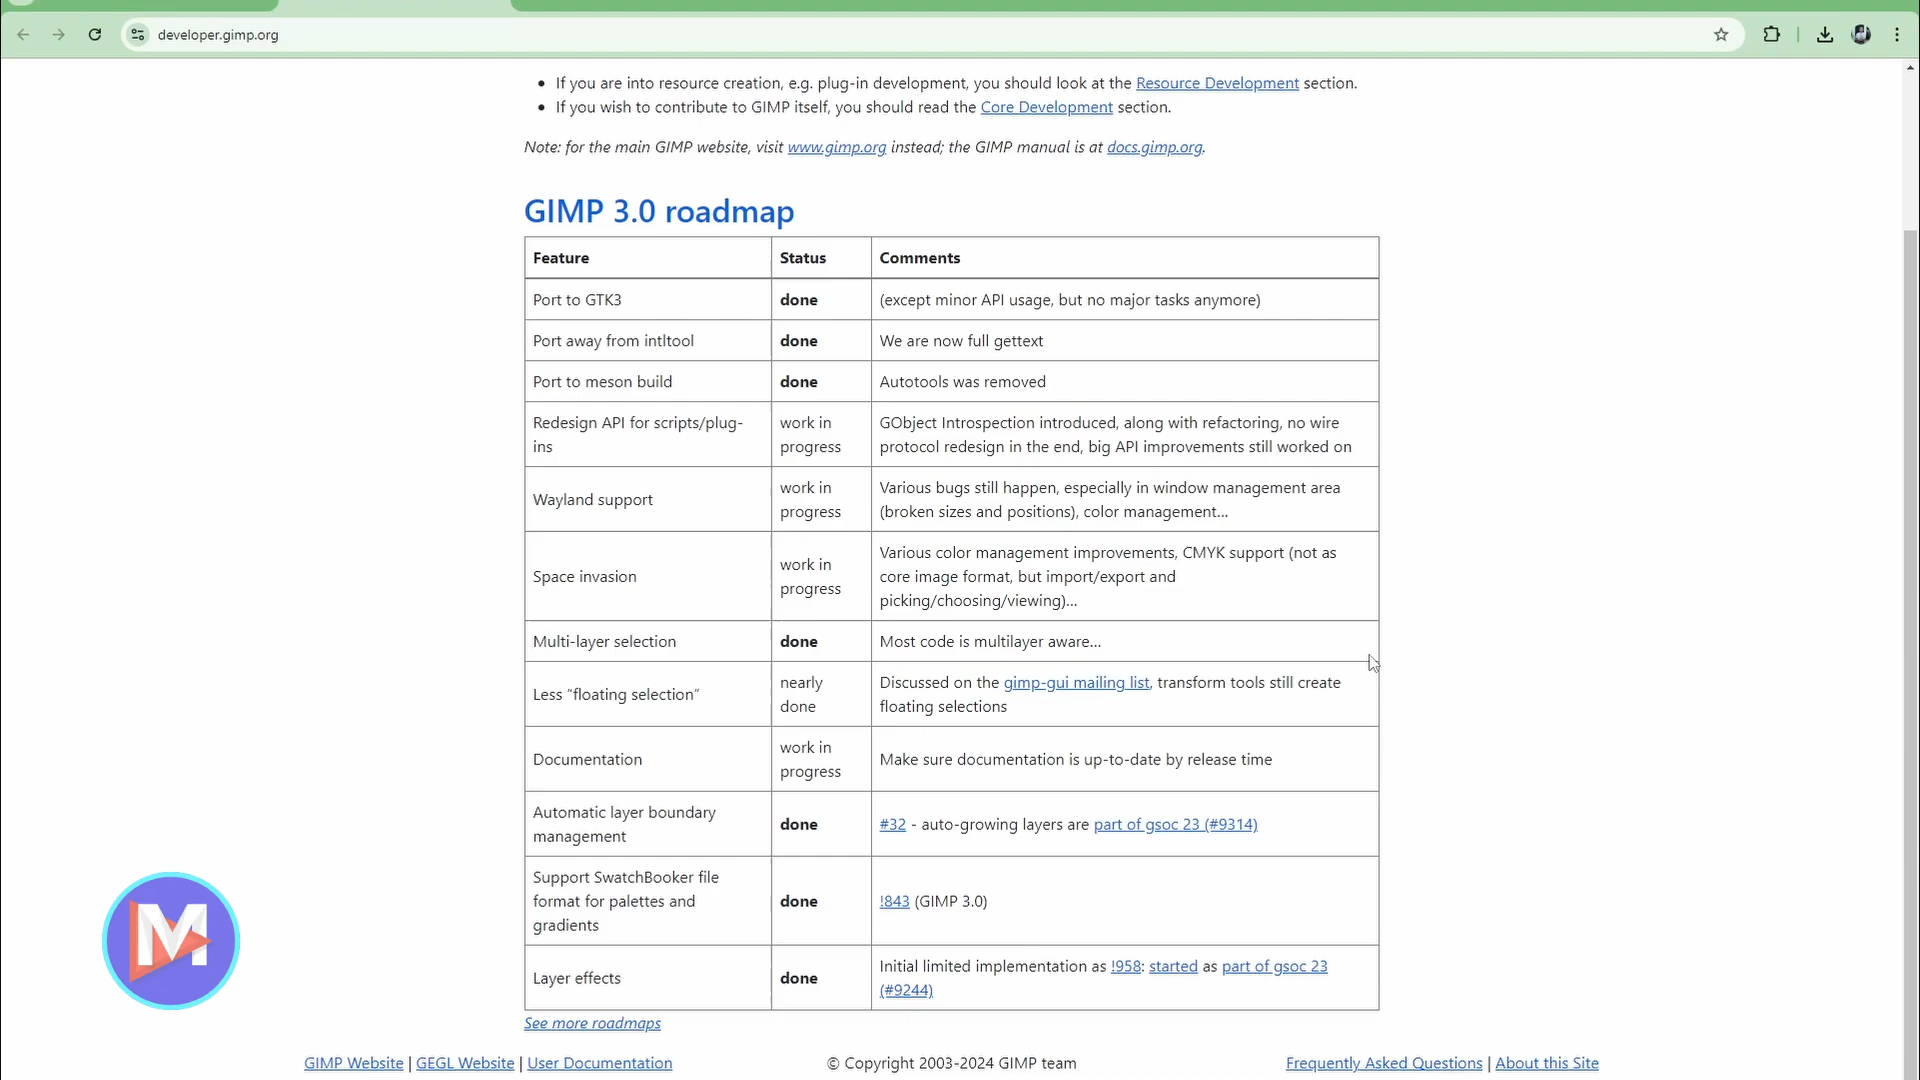 developer.gimp.org
If you are into resource creation, e.g. plug-in development, you should look at the Resource Development section.
If you wish to contribute to GIMP itself, you should read the Core Development section.
Note: for the main GIMP website, visit www.gimp.org instead; the GIMP manual is at docs.gimp.org.
GIMP 3.0 roadmap
Feature Status Comments
Port to GTK3 done (except minor API usage, but no major tasks anymore)
Port away from intltool done We are now full gettext
Port to meson build done Autotools was removed
Redesign API for scripts/plug-
ins
work in
progress
GObject Introspection introduced, along with refactoring, no wire
protocol redesign in the end, big API improvements still worked on
Wayland support
work in
progress
Various bugs still happen, especially in window management area
(broken sizes and positions), color management...
Space invasion
work in
progress
Various color management improvements, CMYK support (not as
core image format, but import/export and
picking/choosing/viewing)...
Multi-layer selection done Most code is multilayer aware...
Less “floating selection”
nearly
done
Discussed on the gimp-gui mailing list, transform tools still create
floating selections
Documentation
work in
progress
Make sure documentation is up-to-date by release time
Automatic layer boundary
management
done
#32 - auto-growing layers are part of gsoc 23 (#9314)
Support SwatchBooker file
format for palettes and
gradients
done
!843 (GIMP 3.0)
Layer effects
done
Initial limited implementation as !958: started as part of gsoc 23
(#9244)
See more roadmaps
M
GIMP Website | GEGL Website | User Documentation © Copyright 2003-2024 GIMP team Frequently Asked Questions | About this Site